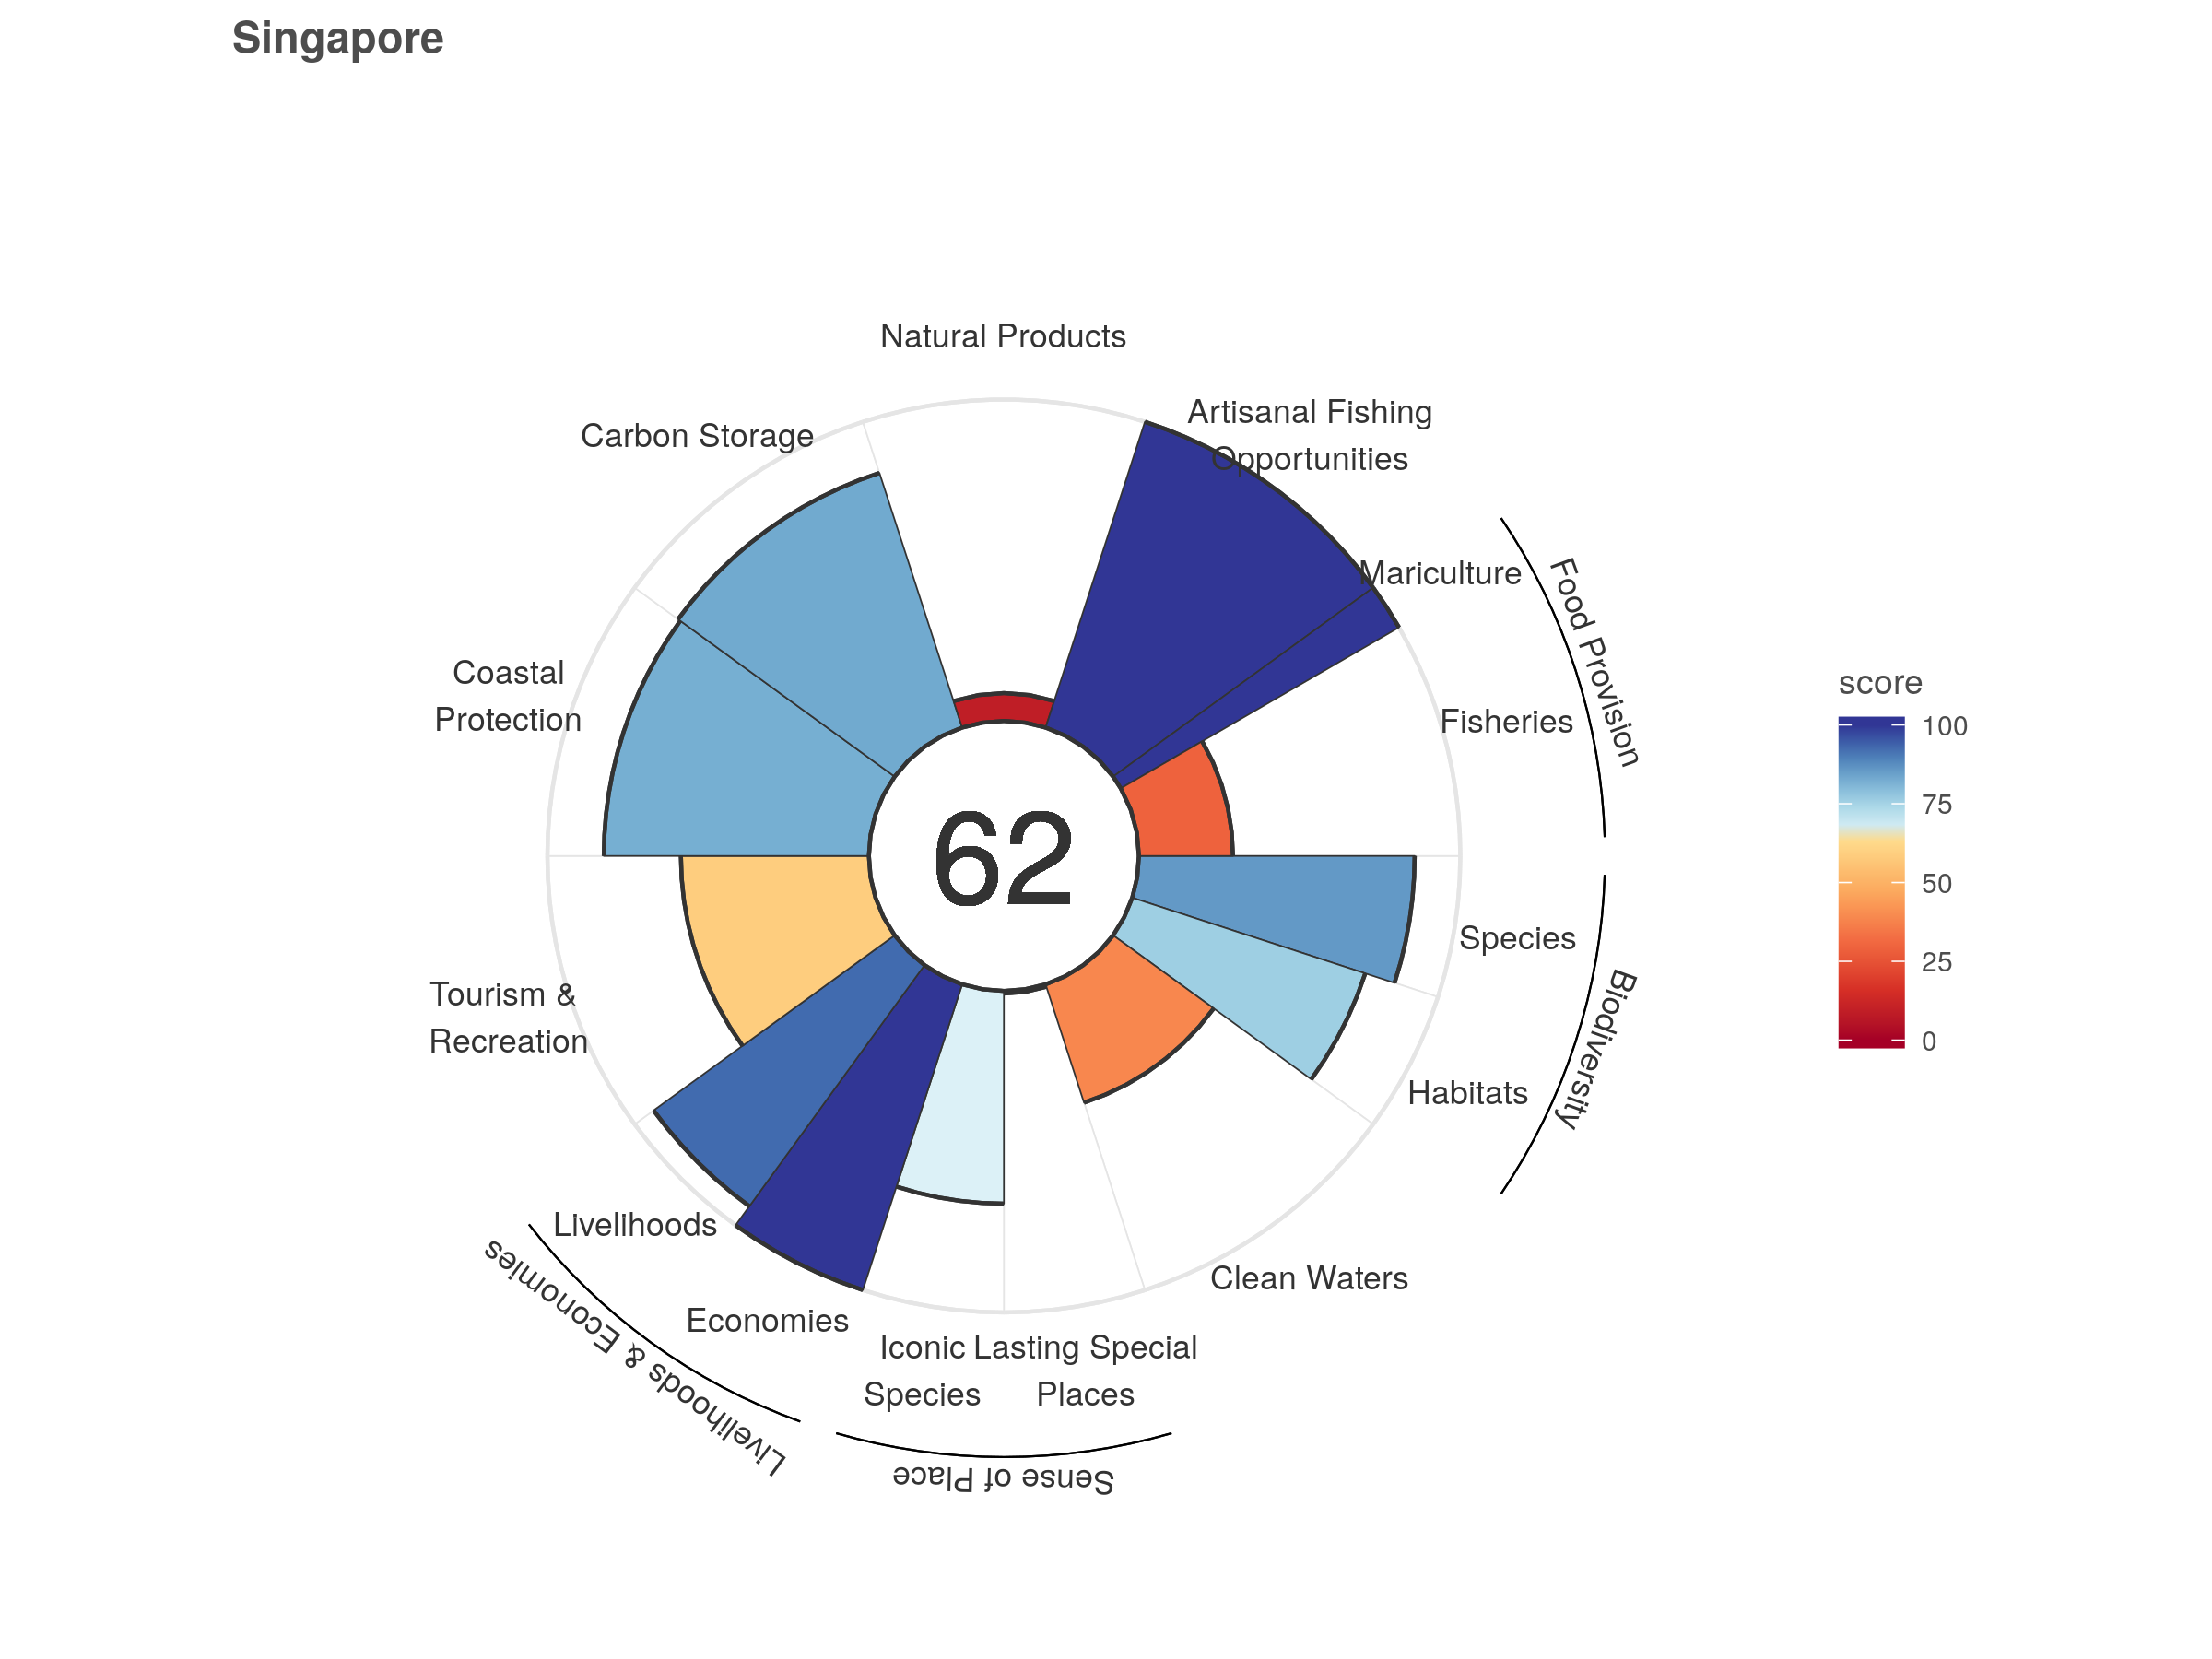 Singapore
Natural Products
Artisanal Fishing
Opportunities
Carbon Storage
Mariculture
Food Provision
Fisheries
Coastal
Protection
62
Species
Biodiversity
Habitats
Tourism &
Recreation
Livelihoods
Clean Waters
Economies
Iconic
Species
Lasting Special
Places
Livelihoods & Economies
Sense of Place
score
100
75
50
25
0